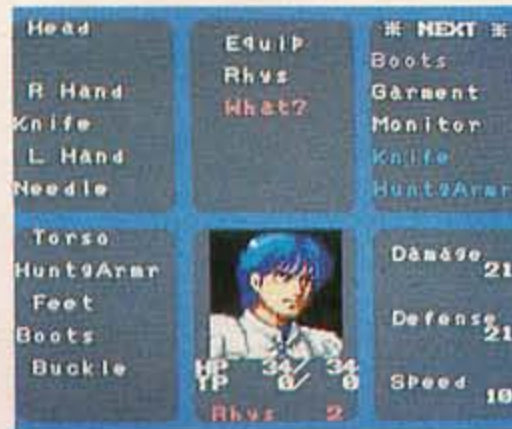 Head
R Hand
Knife
L Hand
Needle
Equip
Rhys
What?
※ NEXT ※
Boots
Garment
Monitor
Knife
HuntgArmr
Torso
HuntgArmr
Feet
Boots
Buckle
HP 34/ 34
TP 0/ 0
Rhys 2
Damage
21
Defense
21
Speed
10